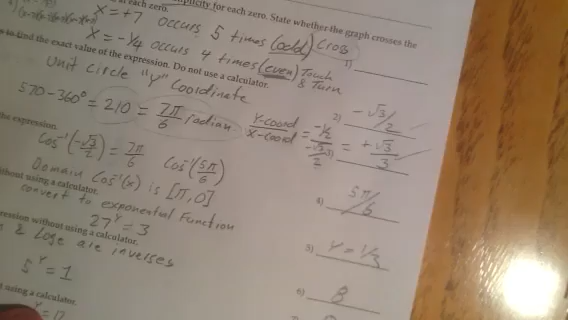 at each zero.
multiplicity for each zero. State whether the graph crosses the
X = +7 occurs 5 times (odd) Cross
X = -1/4 occurs 4 times (even) Touch & Turn
1)
to find the exact value of the expression. Do not use a calculator.
Unit circle "Y" Coordinate
570-360° = 210 = 7π/6 radian
2) -√3/2
Y-coord/X-coord = -1/2 / -√3/2 = +√3/3
3)
the expression.
Cos⁻¹(-√3/2) = 7π/6 Cos⁻¹(5π/6)
Domain Cos⁻¹(x) is [π,0]
4) 5π/6
without using a calculator.
convert to exponential Function
27^Y = 3
5) Y = 1/3
expression without using a calculator.
& Loge are inverses
5^Y = 1
6) 8
using a calculator.